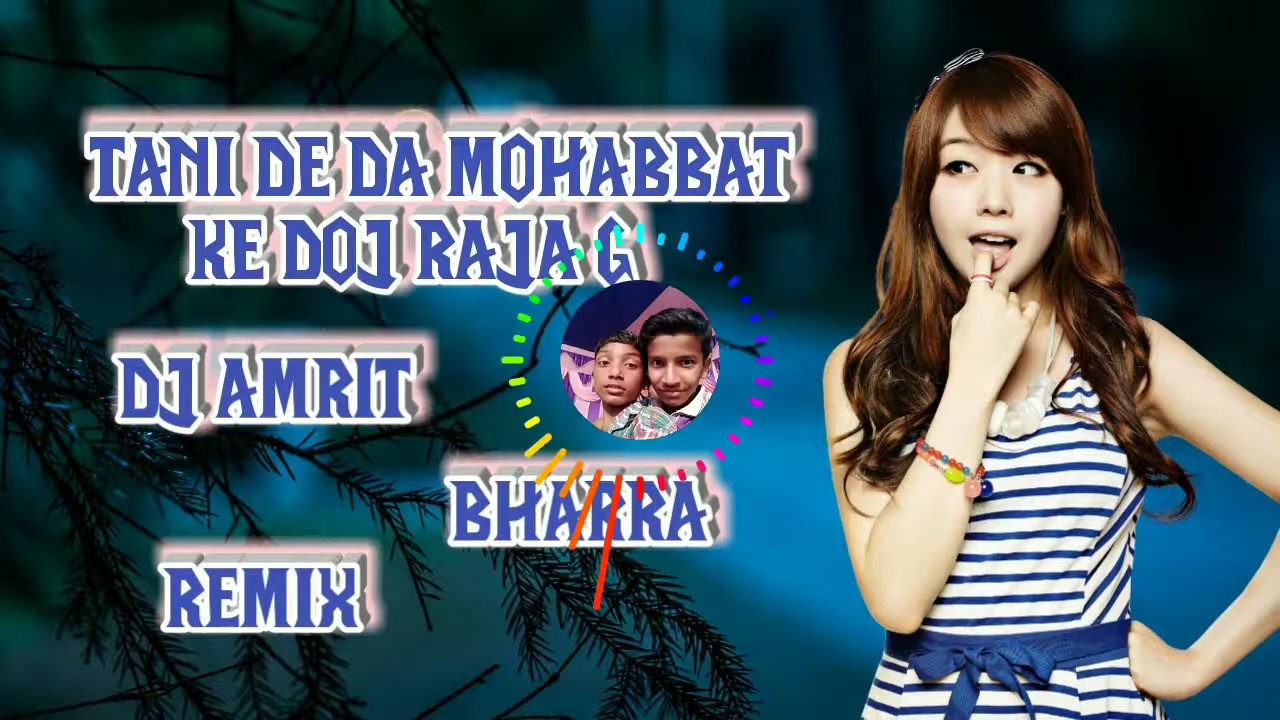 TANI DE DA MOHABBAT
KE DOJ RAJA G
DJ AMRIT
BHARRA
REMIX